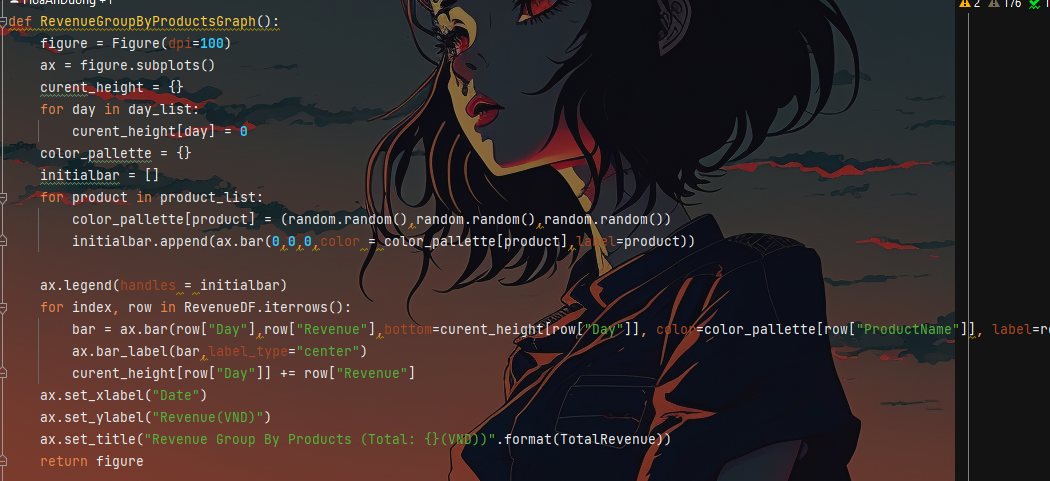 HoaAnDuong +1
2 176 1
def RevenueGroupByProductsGraph():
    figure = Figure(dpi=100)
    ax = figure.subplots()
    curent_height = {}
    for day in day_list:
        curent_height[day] = 0
    color_pallette = {}
    initialbar = []
    for product in product_list:
        color_pallette[product] = (random.random(),random.random(),random.random())
        initialbar.append(ax.bar(0,0,0,color = color_pallette[product],label=product))

    ax.legend(handles = initialbar)
    for index, row in RevenueDF.iterrows():
        bar = ax.bar(row["Day"],row["Revenue"],bottom=curent_height[row["Day"]], color=color_pallette[row["ProductName"]], label=ro
        ax.bar_label(bar,label_type="center")
        curent_height[row["Day"]] += row["Revenue"]
    ax.set_xlabel("Date")
    ax.set_ylabel("Revenue(VND)")
    ax.set_title("Revenue Group By Products (Total: {}(VND))".format(TotalRevenue))
    return figure